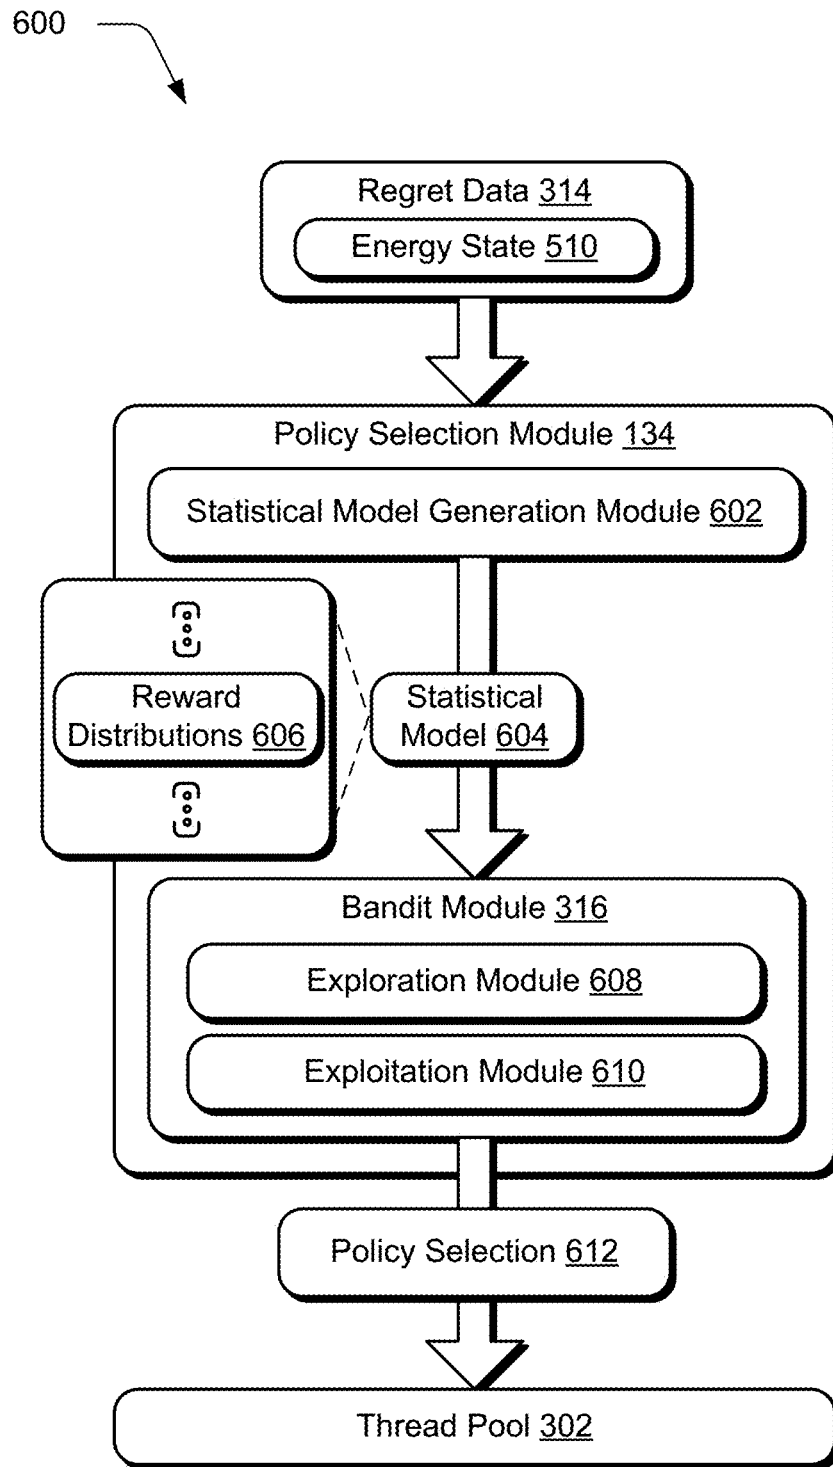 600
Regret Data 314
Energy State 510
Policy Selection Module 134
Statistical Model Generation Module 602
Reward
Distributions 606
Statistical
Model 604
Bandit Module 316
Exploration Module 608
Exploitation Module 610
Policy Selection 612
Thread Pool 302